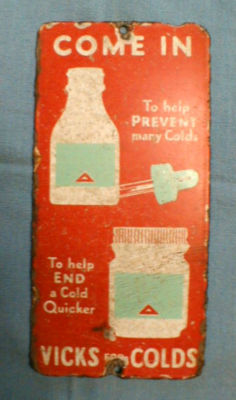 COME IN
To help
PREVENT
many Colds
To help
END
a Cold
Quicker
VICKS FOR COLDS